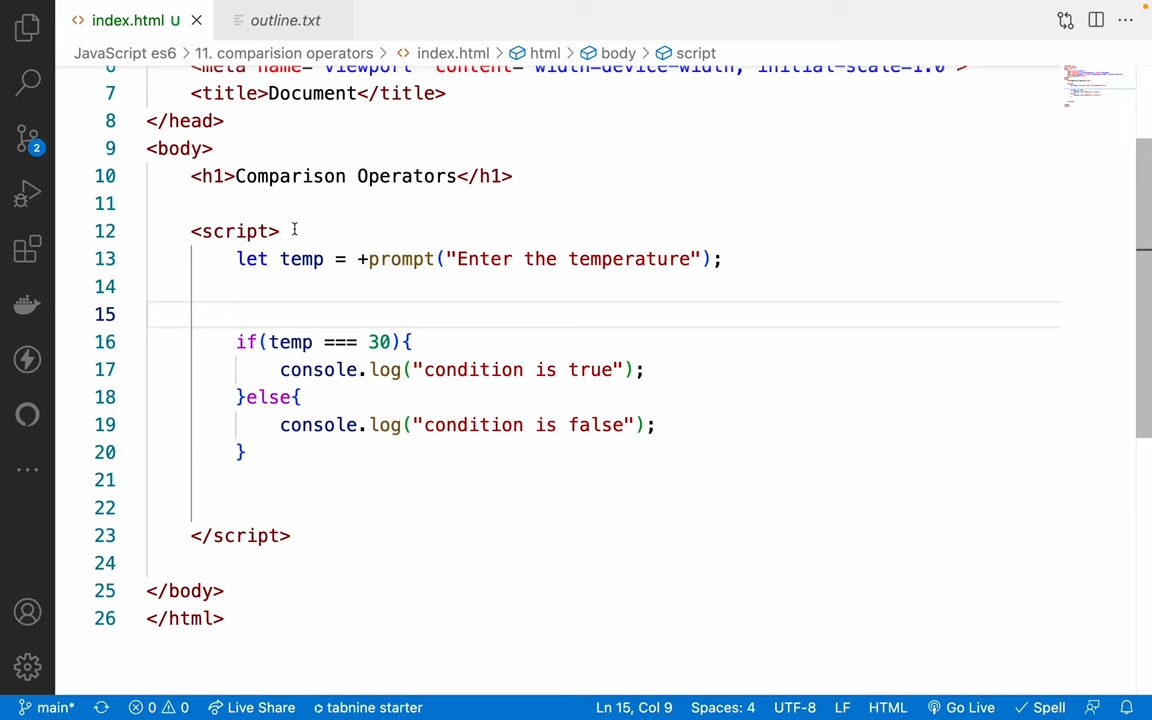 index.html U
outline.txt
JavaScript es6 > 11. comparision operators > index.html > html > body > script
6 <meta name="viewport" content="width=device-width, initial-scale=1.0">
7 <title>Document</title>
8 </head>
9 <body>
10 <h1>Comparison Operators</h1>
11
12 <script>
13 let temp = +prompt("Enter the temperature");
14
15
16 if(temp === 30){
17 console.log("condition is true");
18 }else{
19 console.log("condition is false");
20 }
21
22
23 </script>
24
25 </body>
26 </html>
2
main* 0 0 Live Share tabnine starter Ln 15, Col 9 Spaces: 4 UTF-8 LF HTML Go Live Spell